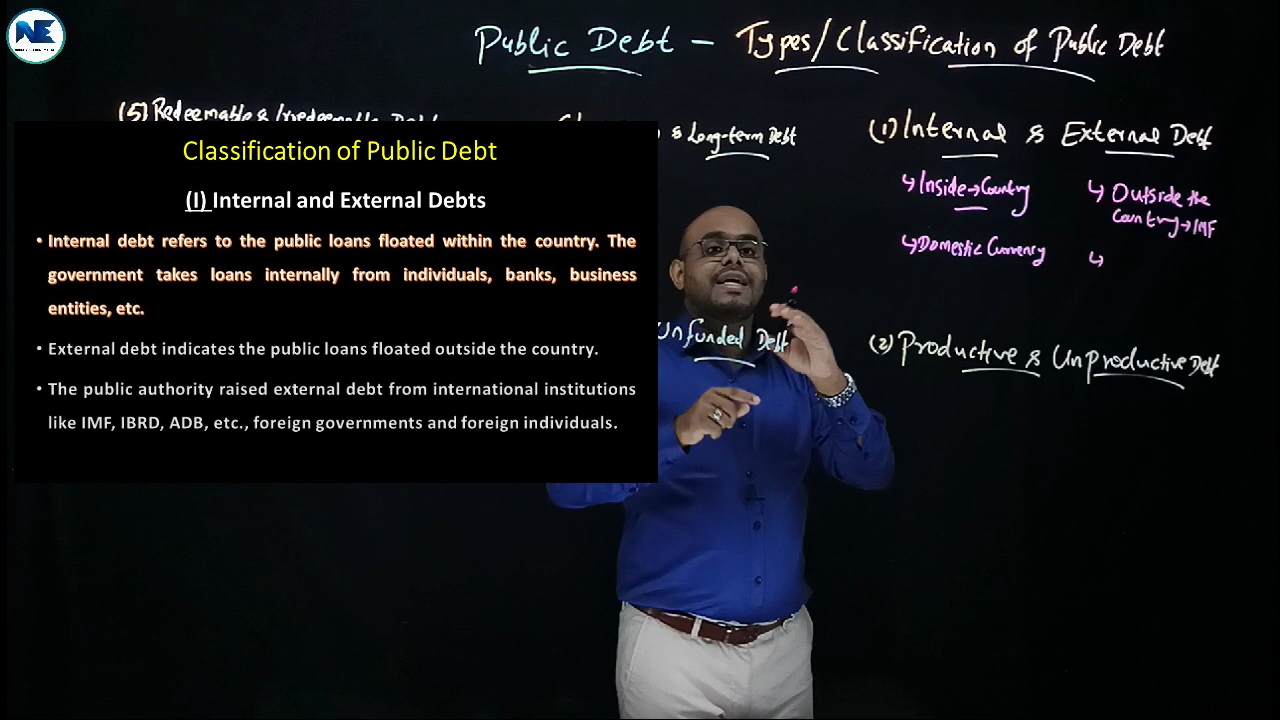 NE
Public Debt – Types/Classification of Public Debt
(5) Redeemable & Irredeemable Debt
& Long-term Debt
(1) Internal & External Debt
↳ Inside → Country
↳ Domestic Currency
↳ Outside the
Country → IMF
↳
Unfunded Debt
(2) Productive & Unproductive Debt
Classification of Public Debt
(I) Internal and External Debts
• Internal debt refers to the public loans floated within the country. The
government takes loans internally from individuals, banks, business
entities, etc.
• External debt indicates the public loans floated outside the country.
• The public authority raised external debt from international institutions
like IMF, IBRD, ADB, etc., foreign governments and foreign individuals.